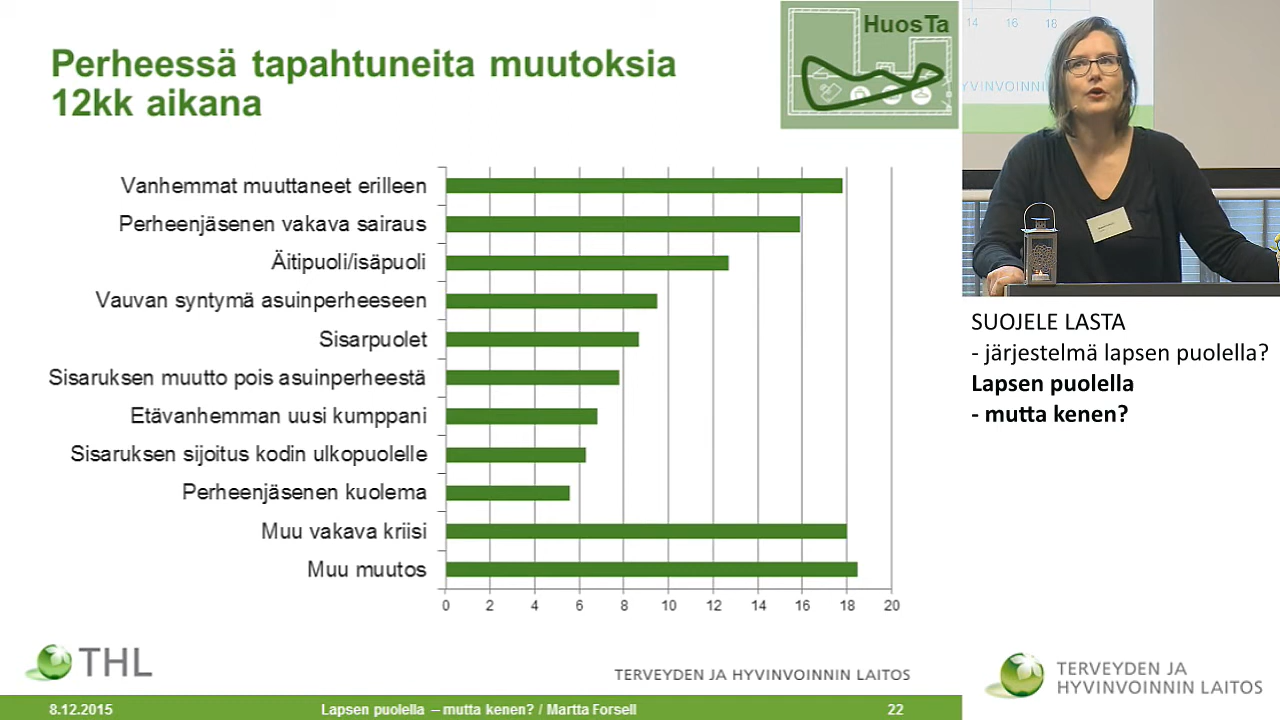 Perheessä tapahtuneita muutoksia
12kk aikana
HuosTa
Vanhemmat muuttaneet erilleen
Perheenjäsenen vakava sairaus
Äitipuoli/isäpuoli
Vauvan syntymä asuinperheeseen
Sisarpuolet
Sisaruksen muutto pois asuinperheestä
Etävanhemman uusi kumppani
Sisaruksen sijoitus kodin ulkopuolelle
Perheenjäsenen kuolema
Muu vakava kriisi
Muu muutos
0 2 4 6 8 10 12 14 16 18 20
THL
TERVEYDEN JA HYVINVOINNIN LAITOS
8.12.2015
Lapsen puolella – mutta kenen? / Martta Forsell
22
14 16 18
SUOJELE LASTA
- järjestelmä lapsen puolella?
Lapsen puolella
- mutta kenen?
TERVEYDEN JA
HYVINVOINNIN LAITOS